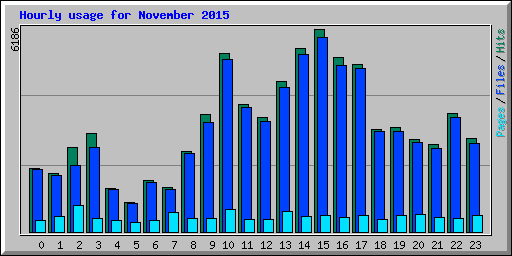 Hourly usage for November 2015
6186
Pages/Files/Hits
0 1 2 3 4 5 6 7 8 9 10 11 12 13 14 15 16 17 18 19 20 21 22 23